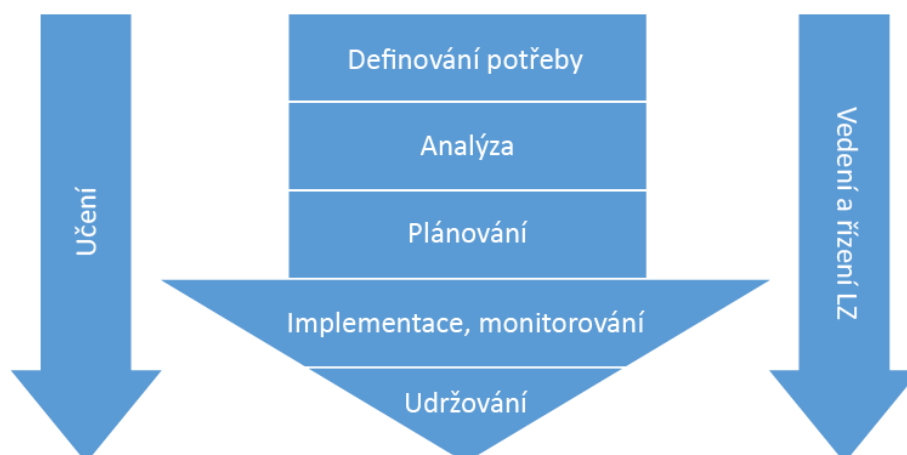 Učení
Definování potřeby
Analýza
Plánování
Implementace, monitorování
Udržování
Vedení a řízení LZ